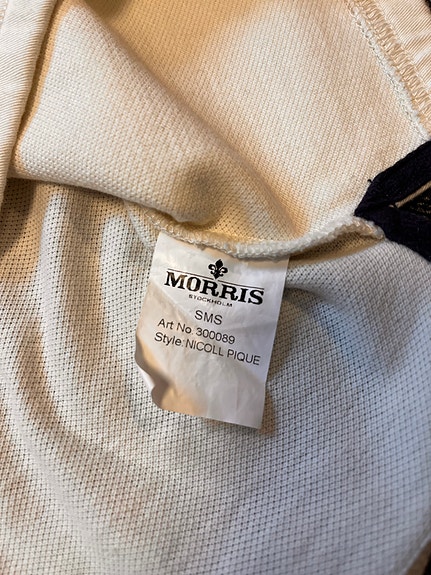 MORRIS
STOCKHOLM
SMS
Art No. 300089
Style: NICOLL PIQUE